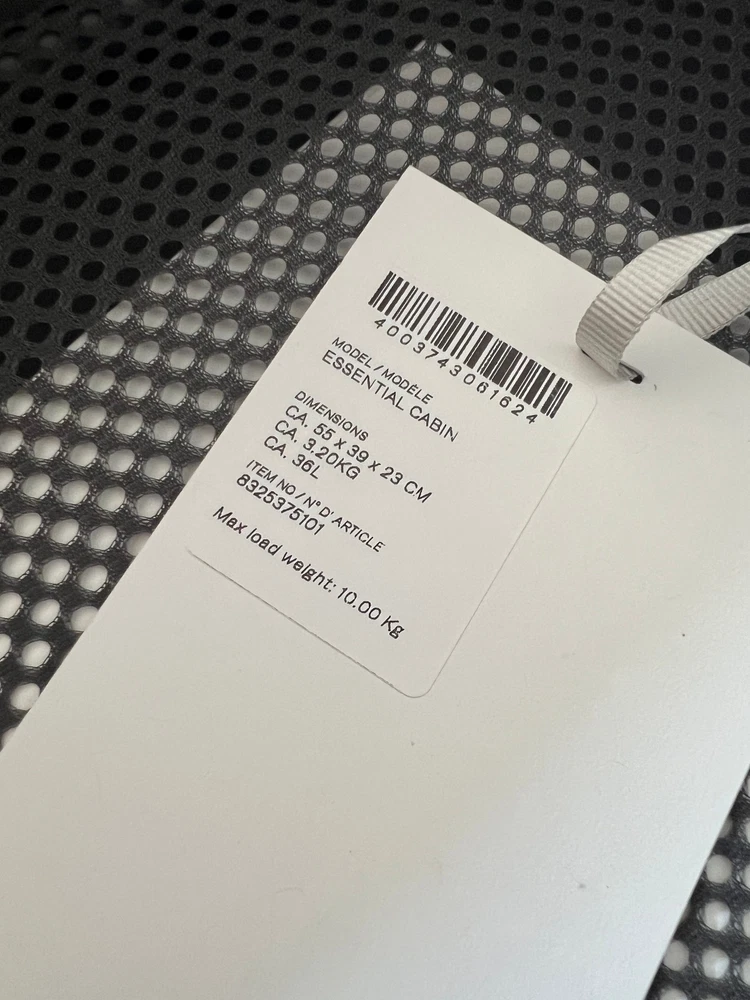 4003743061624
MODEL / MODÈLE
ESSENTIAL CABIN
DIMENSIONS
CA. 55 x 39 x 23 CM
CA. 3.20KG
CA. 36L
ITEM NO / N° D' ARTICLE
8325375101
Max load weight: 10.00 Kg